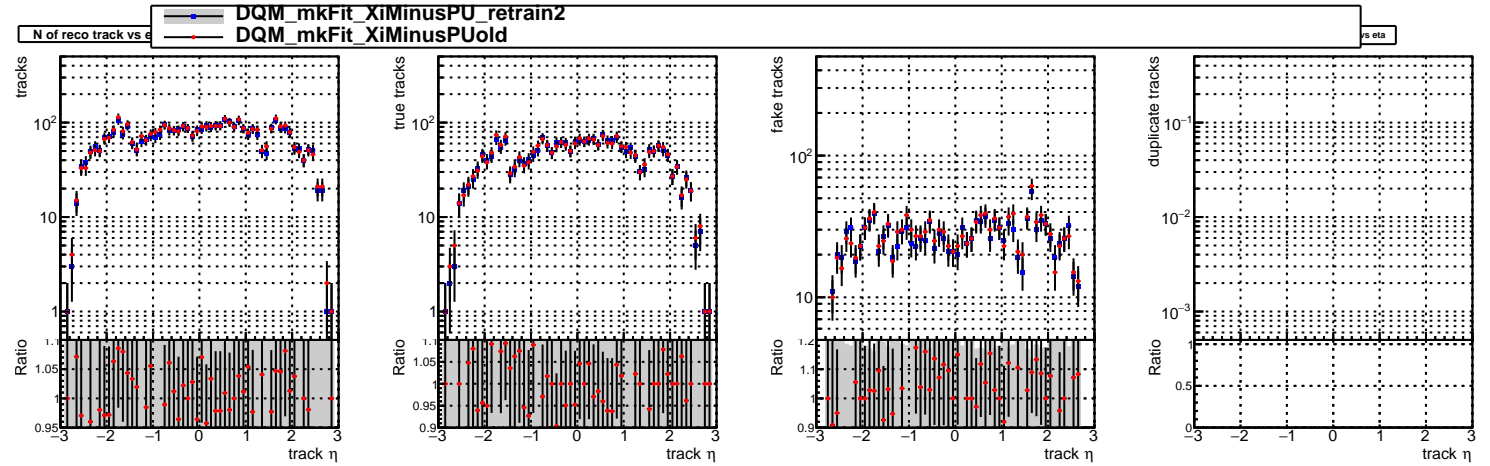 DQM_mkFit_XiMinusPU_retrain2
DQM_mkFit_XiMinusPUold
N of reco track vs e
vs eta
tracks
10²
10
1
Ratio
1.1
1.05
1
0.95
−3 −2 −1 0 1 2 3
track η
true tracks
10²
10
1
Ratio
1.1
1.05
1
0.95
−3 −2 −1 0 1 2 3
track η
fake tracks
10²
10
Ratio
1.2
1.1
1
0.9
−3 −2 −1 0 1 2 3
track η
duplicate tracks
10⁻¹
10⁻²
10⁻³
Ratio
1
0.5
0
−3 −2 −1 0 1 2 3
track η